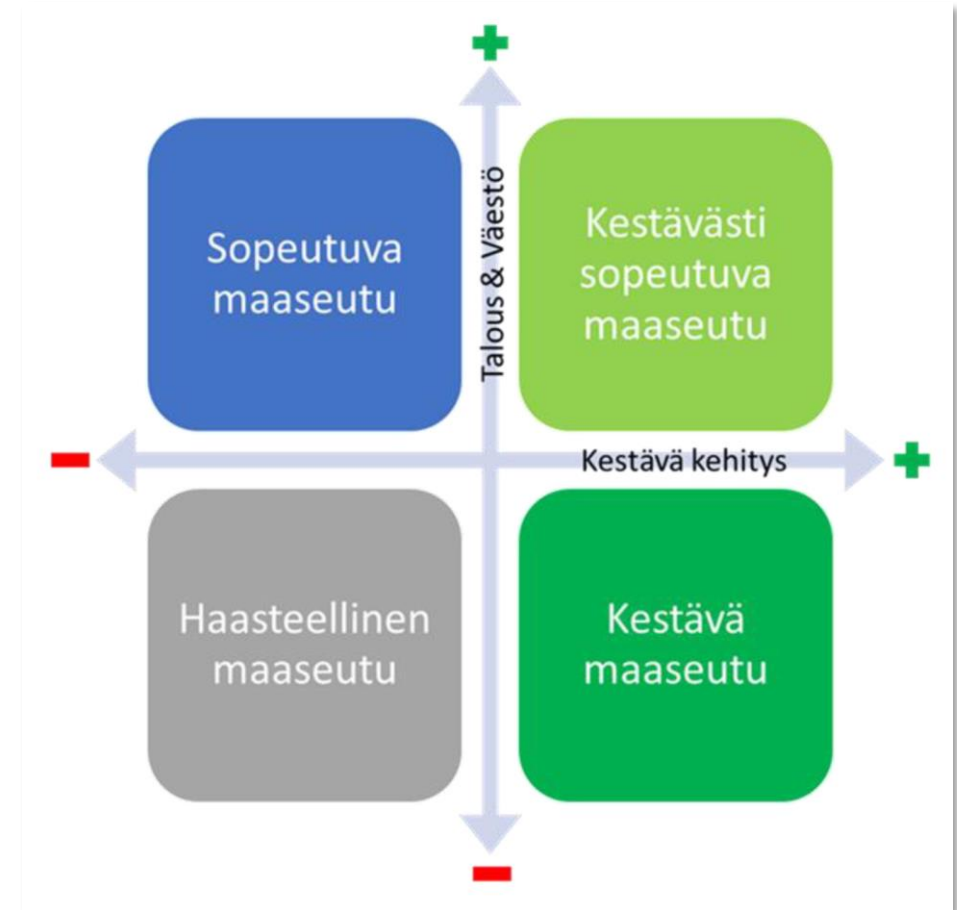 +
Talous & Väestö
Sopeutuva
maaseutu
Kestävästi
sopeutuva
maaseutu
-
Kestävä kehitys
+
Haasteellinen
maaseutu
Kestävä
maaseutu
-